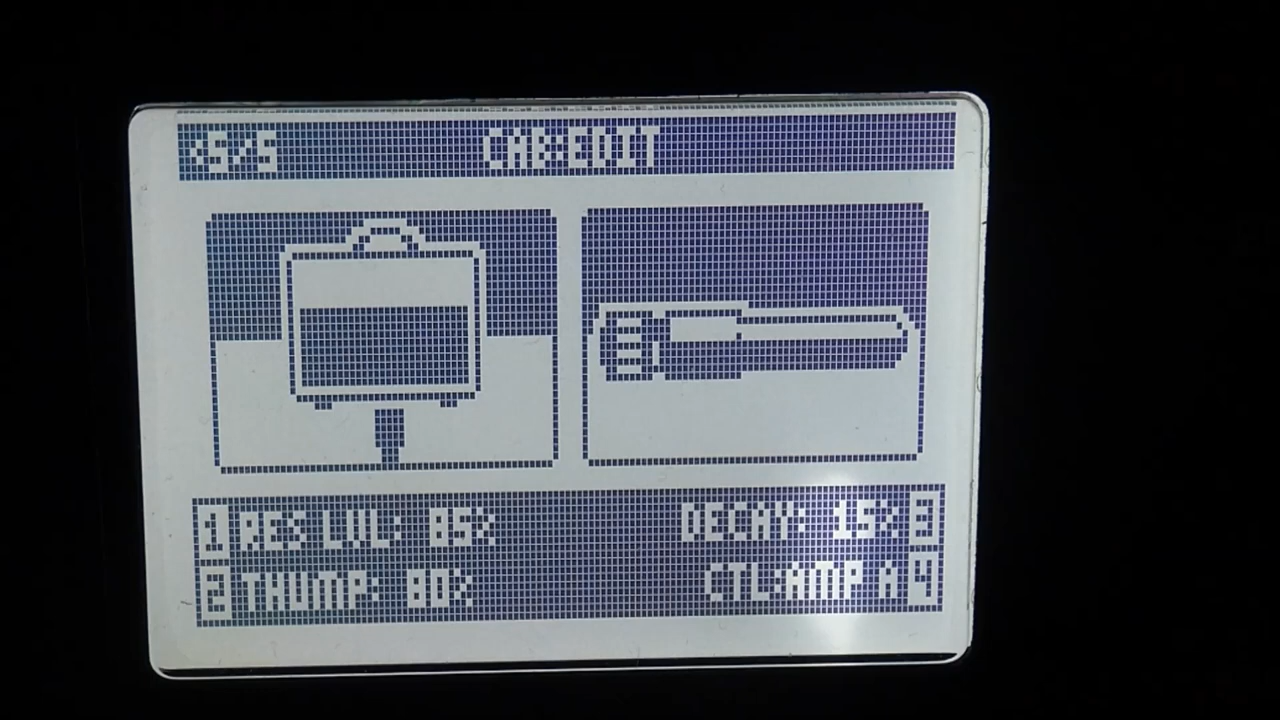 <5/5 CAB:EDIT
1 RES LVL: 85% DECAY: 15% 3
2 THUMP: 80% CTL:AMP A 4